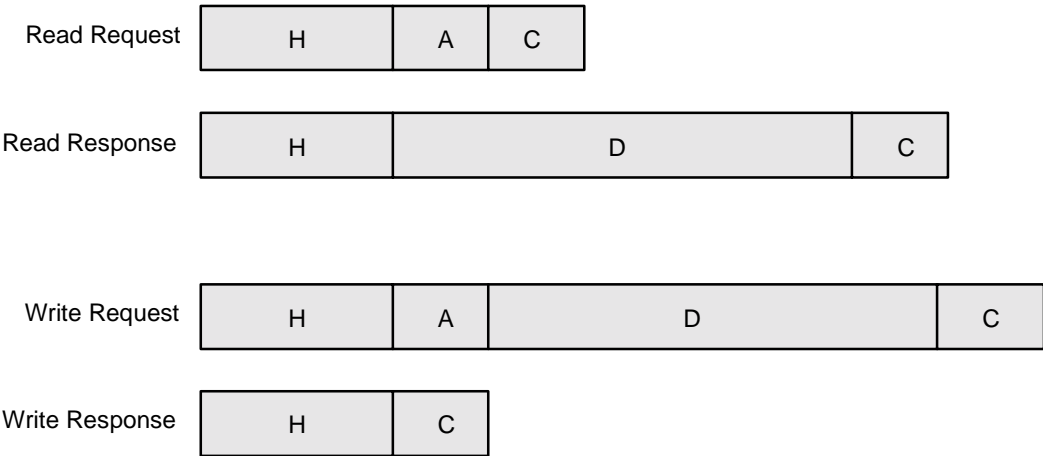 Read Request H A C
Read Response H D C
Write Request H A D C
Write Response H C